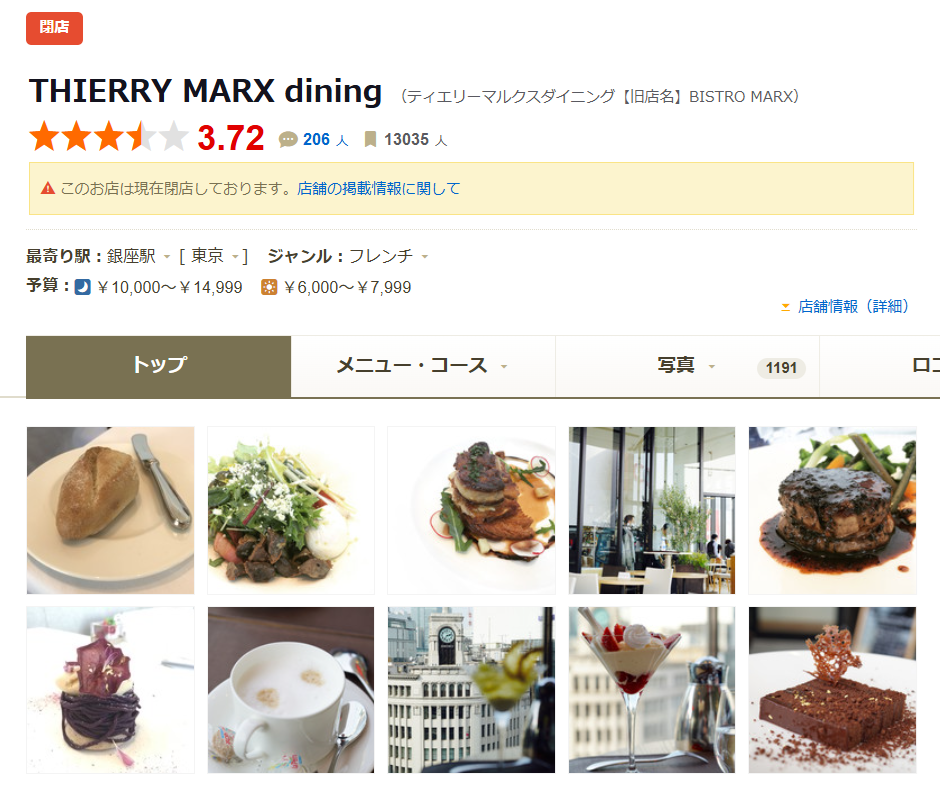 閉店
THIERRY MARX dining （ティエリーマルクスダイニング【旧店名】BISTRO MARX）
3.72 206 人 13035 人
このお店は現在閉店しております。店舗の掲載情報に関して
最寄り駅：銀座駅 [ 東京 ] ジャンル：フレンチ
予算： ￥10,000～￥14,999 ￥6,000～￥7,999
店舗情報（詳細）
トップ メニュー・コース 写真 1191